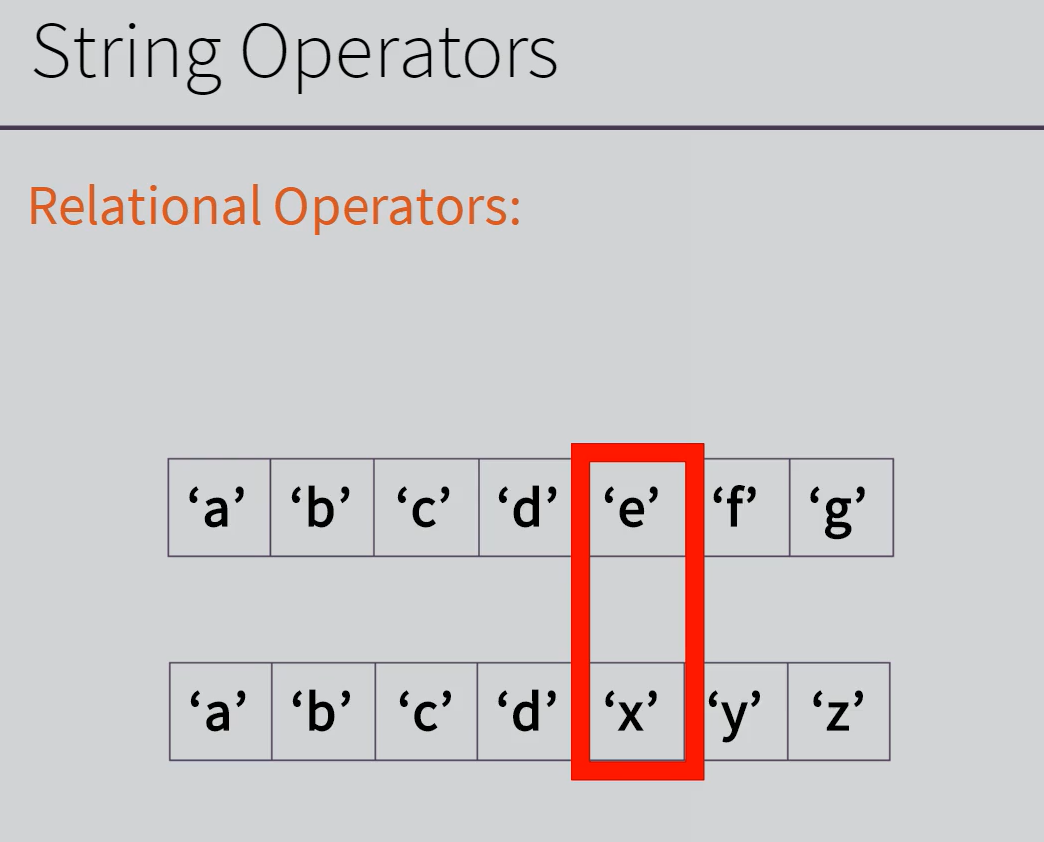 String Operators
Relational Operators:
‘a’ ‘b’ ‘c’ ‘d’ ‘e’ ‘f’ ‘g’
‘a’ ‘b’ ‘c’ ‘d’ ‘x’ ‘y’ ‘z’